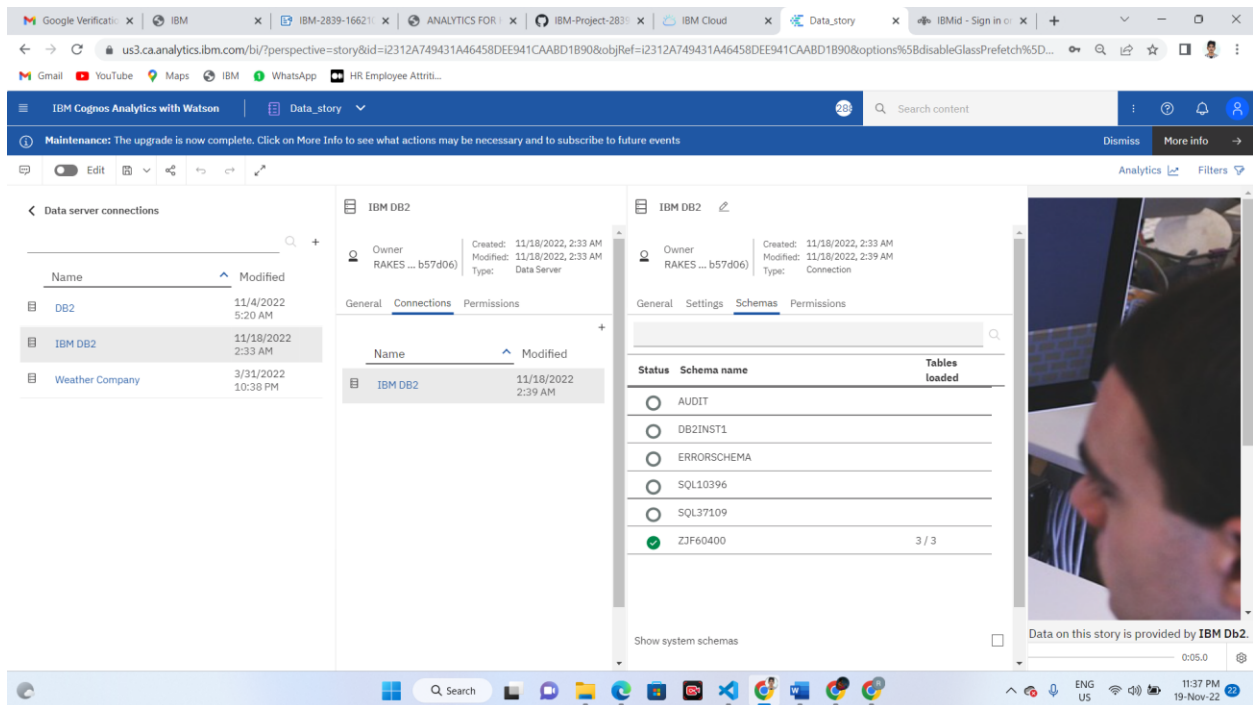 Google Verificatio
IBM
IBM-2839-16621
ANALYTICS FOR
IBM-Project-2839
IBM Cloud
Data_story
IBMid - Sign in or
us3.ca.analytics.ibm.com/bi/?perspective=story&id=i2312A749431A46458DEE941CAABD1B90&objRef=i2312A749431A46458DEE941CAABD1B90&options%5BdisableGlassPrefetch%5D...
Gmail YouTube Maps IBM WhatsApp HR Employee Attriti...
IBM Cognos Analytics with Watson Data_story Search content
Maintenance: The upgrade is now complete. Click on More Info to see what actions may be necessary and to subscribe to future events Dismiss More info
Edit Analytics Filters
Data server connections
Name Modified
DB2 11/4/2022
5:20 AM
IBM DB2 11/18/2022
2:33 AM
Weather Company 3/31/2022
10:38 PM
IBM DB2
Owner
RAKES ... b57d06)
Created: 11/18/2022, 2:33 AM
Modified: 11/18/2022, 2:33 AM
Type: Data Server
General Connections Permissions
Name Modified
IBM DB2 11/18/2022
2:39 AM
IBM DB2
Owner
RAKES ... b57d06)
Created: 11/18/2022, 2:33 AM
Modified: 11/18/2022, 2:39 AM
Type: Connection
General Settings Schemas Permissions
Status Schema name Tables
loaded
AUDIT
DB2INST1
ERRORSCHEMA
SQL10396
SQL37109
ZJF60400 3 / 3
Show system schemas
Data on this story is provided by IBM Db2.
0:05.0
Search
ENG
US
11:37 PM
19-Nov-22
22